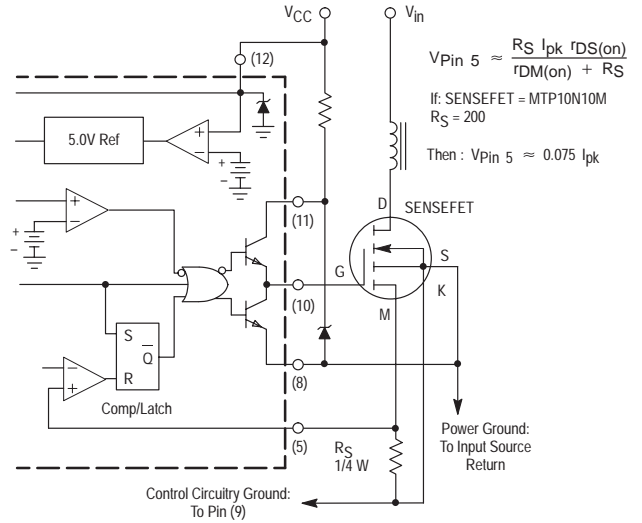 VCC
Vin
(12)
VPin 5 ≈ RS Ipk rDS(on) / rDM(on) + RS
If: SENSEFET = MTP10N10M
RS = 200
Then : VPin 5 ≈ 0.075 Ipk
5.0V Ref
+
−
+
−
D
SENSEFET
(11)
+
−
+
−
S
G
K
(10)
M
S
Q
R
−
+
(8)
Comp/Latch
(5)
RS
1/4 W
Power Ground:
To Input Source
Return
Control Circuitry Ground:
To Pin (9)